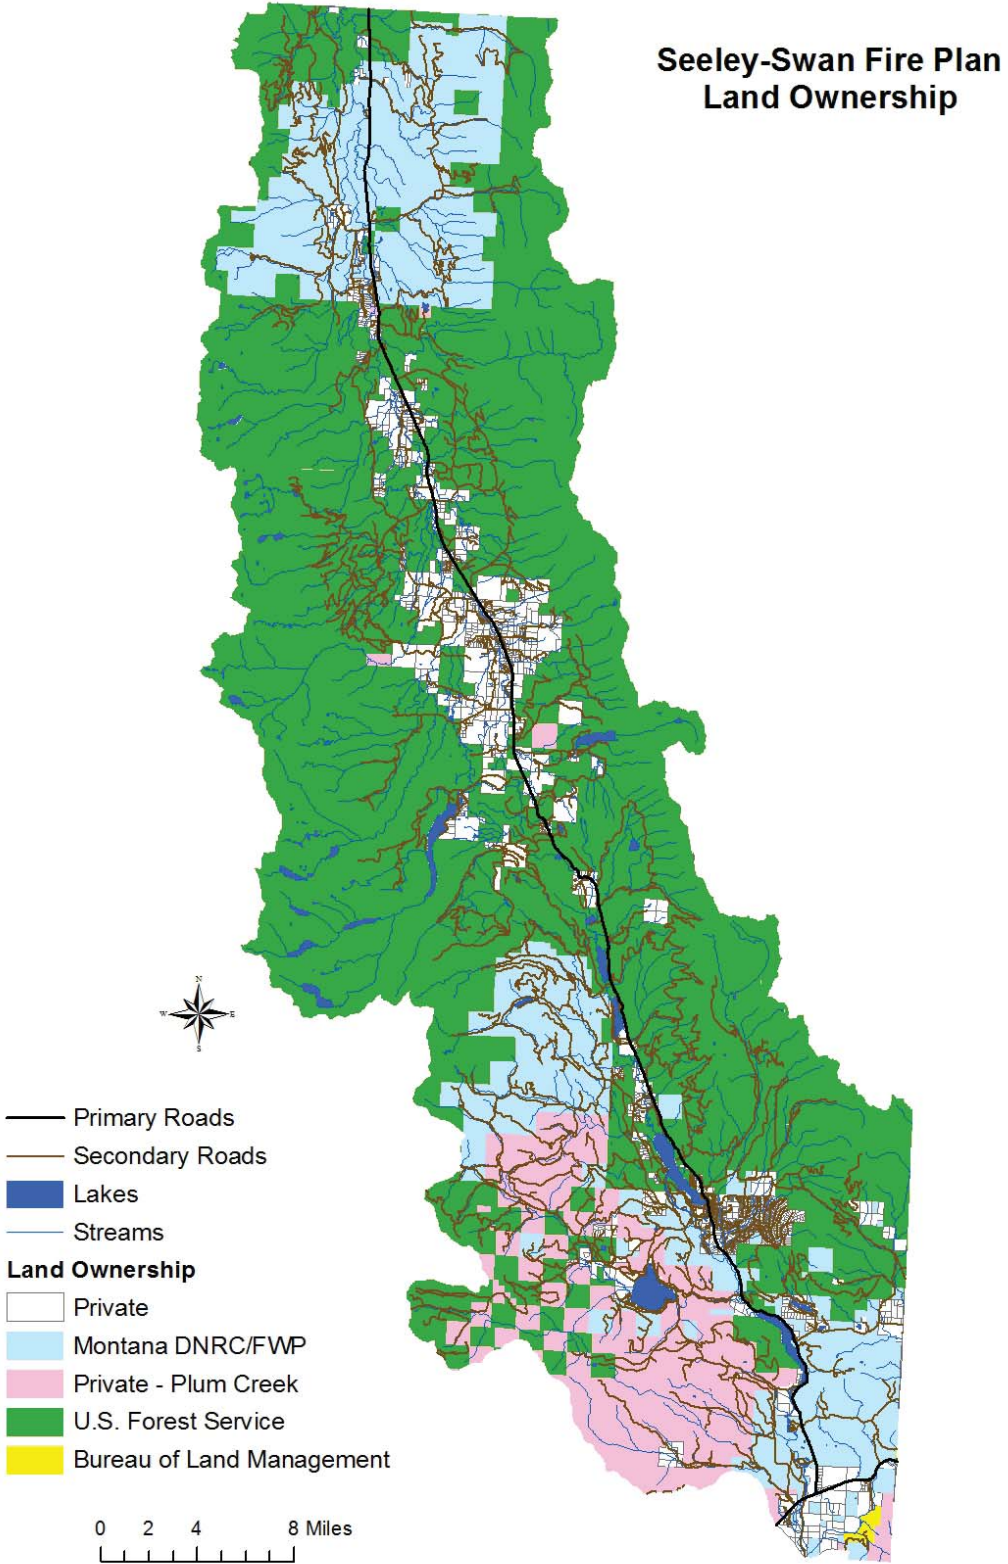 Seeley-Swan Fire Plan
Land Ownership
N
W E
S
Primary Roads
Secondary Roads
Lakes
Streams
Land Ownership
Private
Montana DNRC/FWP
Private - Plum Creek
U.S. Forest Service
Bureau of Land Management
0 2 4 8 Miles